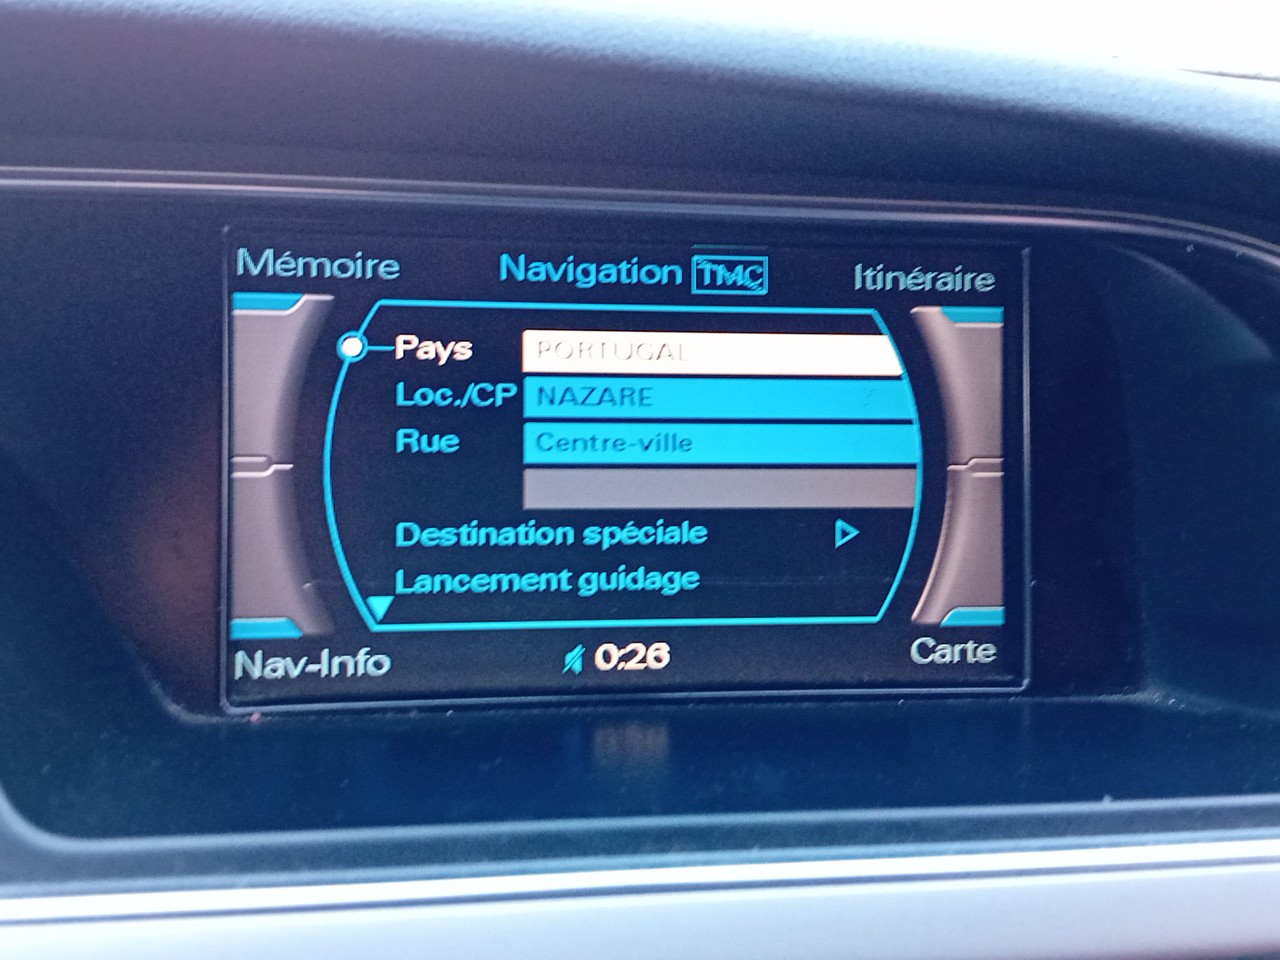 Mémoire
Navigation TMC
Itinéraire
Pays PORTUGAL
Loc./CP NAZARE
Rue Centre-ville
Destination spéciale
Lancement guidage
Nav-Info
0:26
Carte